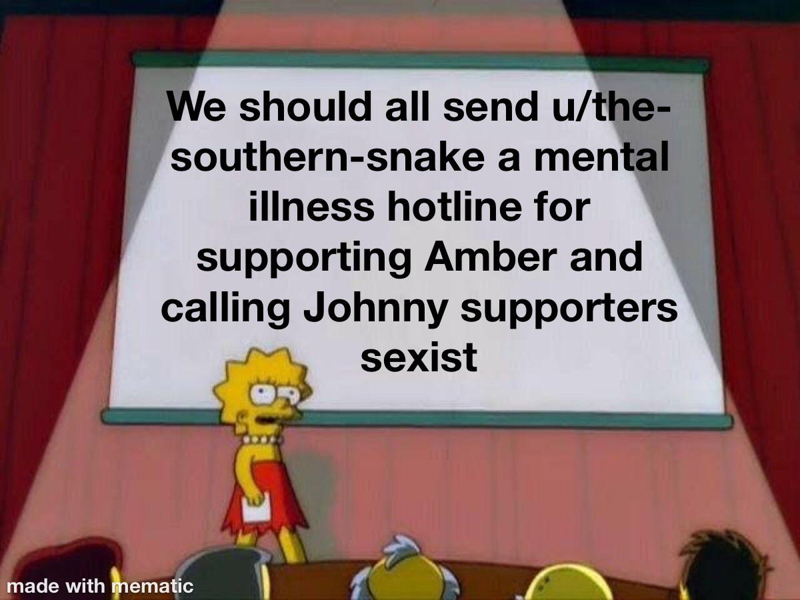 We should all send u/the-
southern-snake a mental
illness hotline for
supporting Amber and
calling Johnny supporters
sexist
made with mematic